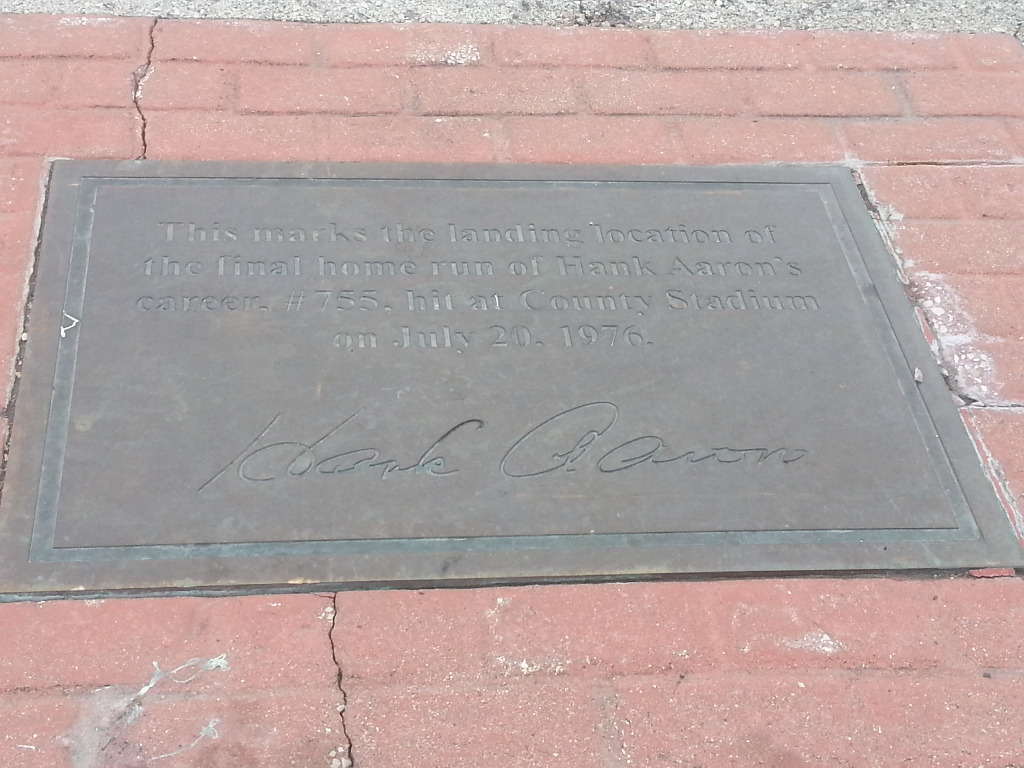 This marks the landing location of
the final home run of Hank Aaron's
career, #755, hit at County Stadium
on July 20, 1976.
Hank Aaron